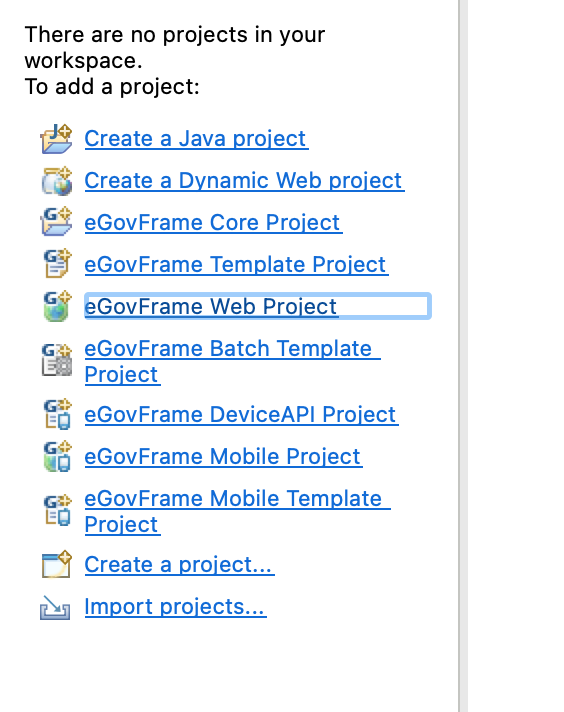 There are no projects in your
workspace.
To add a project:
Create a Java project
Create a Dynamic Web project
eGovFrame Core Project
eGovFrame Template Project
eGovFrame Web Project
eGovFrame Batch Template
Project
eGovFrame DeviceAPI Project
eGovFrame Mobile Project
eGovFrame Mobile Template
Project
Create a project...
Import projects...